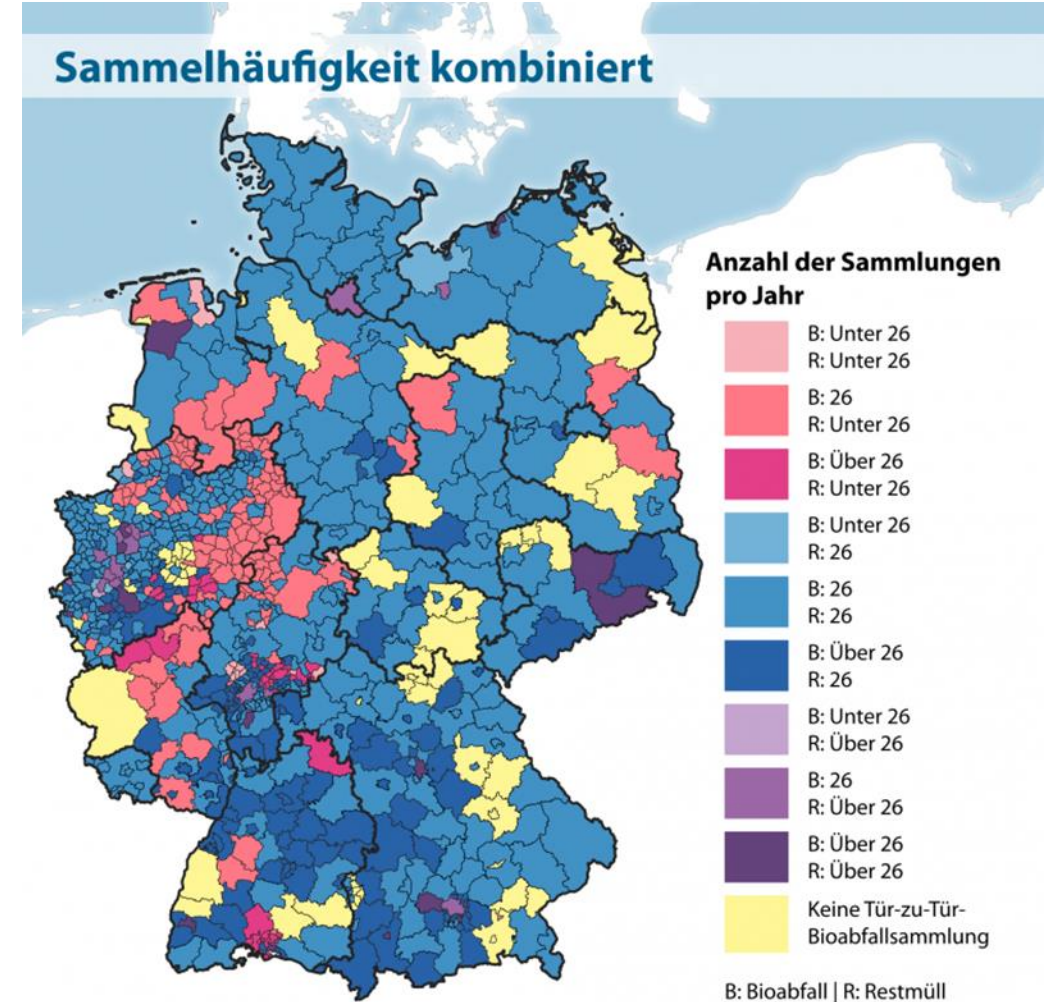 Sammelhäufigkeit kombiniert
Anzahl der Sammlungen
pro Jahr
B: Unter 26
R: Unter 26
B: 26
R: Unter 26
B: Über 26
R: Unter 26
B: Unter 26
R: 26
B: 26
R: 26
B: Über 26
R: 26
B: Unter 26
R: Über 26
B: 26
R: Über 26
B: Über 26
R: Über 26
Keine Tür-zu-Tür-
Bioabfallsammlung
B: Bioabfall | R: Restmüll